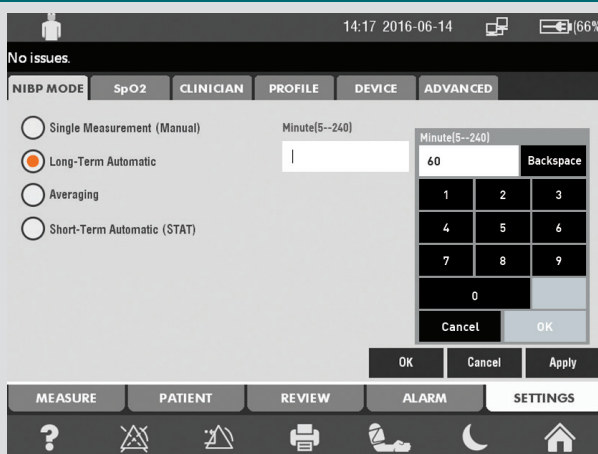 14:17 2016-06-14 (66%
No issues.
NIBP MODE SpO2 CLINICIAN PROFILE DEVICE ADVANCED
Single Measurement (Manual)
Long-Term Automatic
Averaging
Short-Term Automatic (STAT)
Minute(5--240)
Minute(5--240)
60 Backspace
1 2 3
4 5 6
7 8 9
0
Cancel OK
OK Cancel Apply
MEASURE PATIENT REVIEW ALARM SETTINGS
?